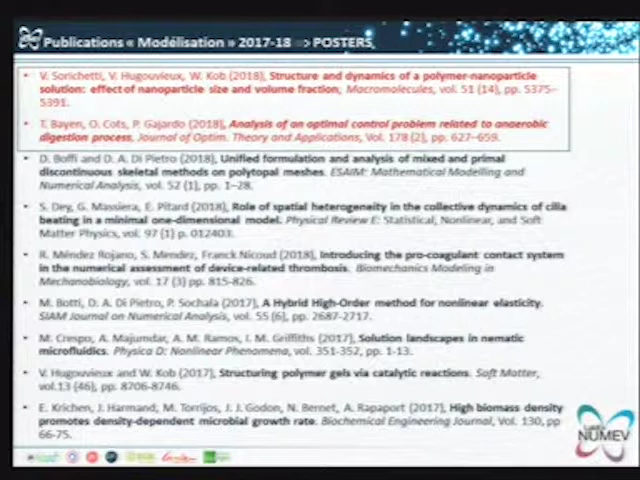 Publications « Modélisation » 2017-18 => POSTERS
• V. Sorichetti, V. Hugouvieux, W. Kob (2018), Structure and dynamics of a polymer-nanoparticle
solution: effect of nanoparticle size and volume fraction, Macromolecules, vol. 51 (14), pp. 5375–
5391.
• T. Bayen, O. Cots, P. Gajardo (2018), Analysis of an optimal control problem related to anaerobic
digestion process. Journal of Optim. Theory and Applications, Vol. 178 (2), pp. 627–659.
• D. Boffi and D. A. Di Pietro (2018), Unified formulation and analysis of mixed and primal
discontinuous skeletal methods on polytopal meshes. ESAIM: Mathematical Modelling and
Numerical Analysis, vol. 52 (1), pp. 1–28.
• S. Dey, G. Massiera, E. Pitard (2018), Role of spatial heterogeneity in the collective dynamics of cilia
beating in a minimal one-dimensional model. Physical Review E: Statistical, Nonlinear, and Soft
Matter Physics, vol. 97 (1) p. 012403.
• R. Méndez Rojano, S. Mendez, Franck Nicoud (2018), Introducing the pro-coagulant contact system
in the numerical assessment of device-related thrombosis. Biomechanics Modeling in
Mechanobiology, vol. 17 (3) pp. 815-826.
• M. Botti, D. A. Di Pietro, P. Sochala (2017), A Hybrid High-Order method for nonlinear elasticity.
SIAM Journal on Numerical Analysis, vol. 55 (6), pp. 2687-2717.
• M. Crespo, A. Majumdar, A. M. Ramos, I. M. Griffiths (2017), Solution landscapes in nematic
microfluidics. Physica D: Nonlinear Phenomena, vol. 351-352, pp. 1-13.
• V. Hugouvieux and W. Kob (2017), Structuring polymer gels via catalytic reactions. Soft Matter,
vol.13 (46), pp. 8706-8746.
• E. Krichen, J. Harmand, M. Torrijos, J. J. Godon, N. Bernet, A. Rapaport (2017), High biomass density
promotes density-dependent microbial growth rate. Biochemical Engineering Journal, Vol. 130, pp
66-75.
NUMEV